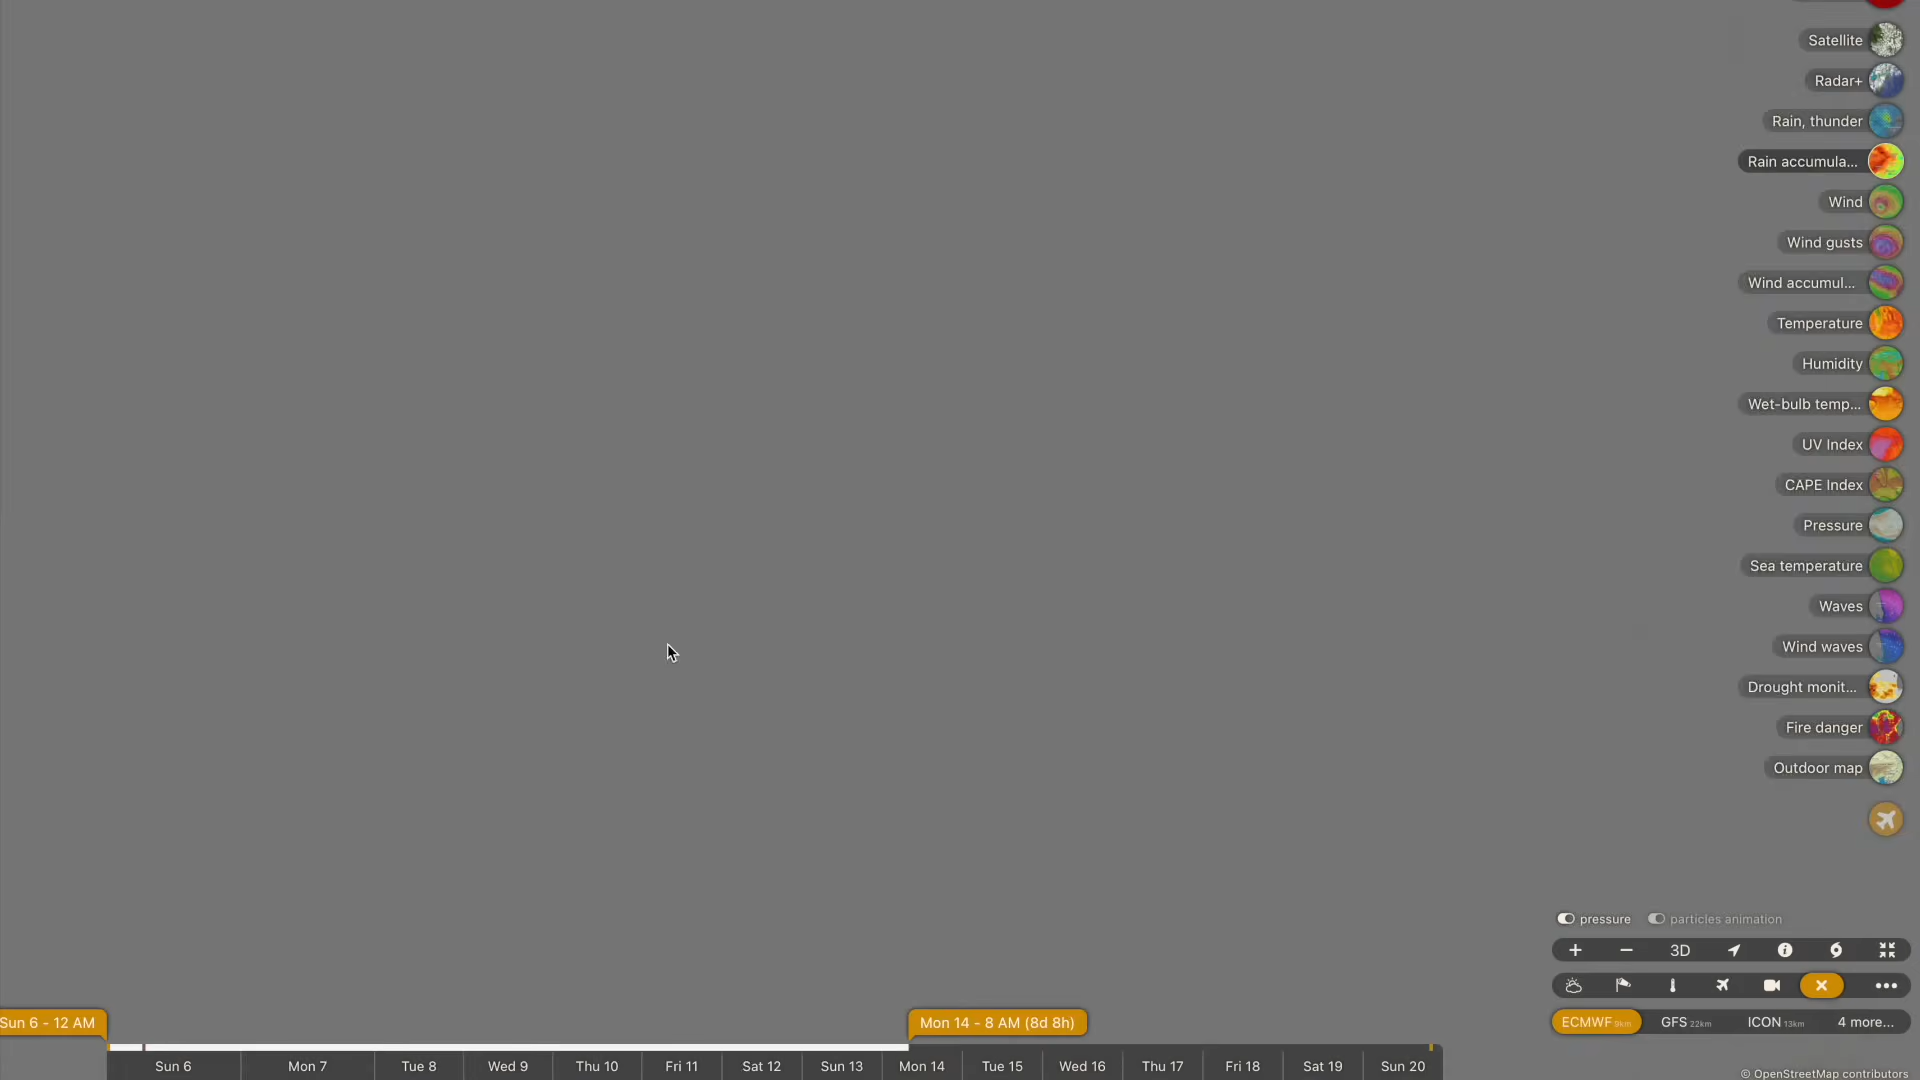 Satellite
Radar+
Rain, thunder
Rain accumula...
Wind
Wind gusts
Wind accumul...
Temperature
Humidity
Wet-bulb temp...
UV Index
CAPE Index
Pressure
Sea temperature
Waves
Wind waves
Drought monit...
Fire danger
Outdoor map
pressure particles animation
+ − 3D
ECMWF 9km GFS 22km ICON 13km 4 more...
Sun 6 - 12 AM Mon 14 - 8 AM (8d 8h)
Sun 6 Mon 7 Tue 8 Wed 9 Thu 10 Fri 11 Sat 12 Sun 13 Mon 14 Tue 15 Wed 16 Thu 17 Fri 18 Sat 19 Sun 20
© OpenStreetMap contributors